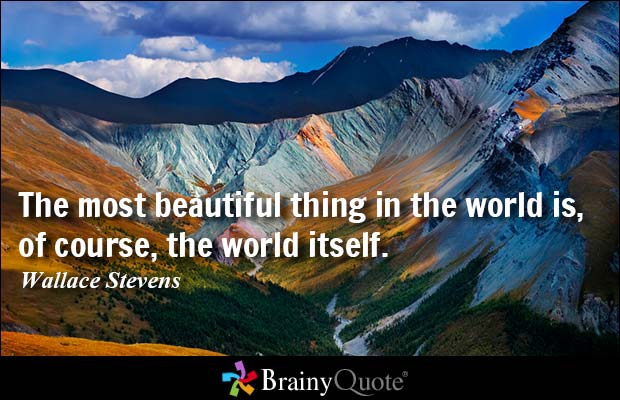 The most beautiful thing in the world is,
of course, the world itself.
Wallace Stevens
BrainyQuote®